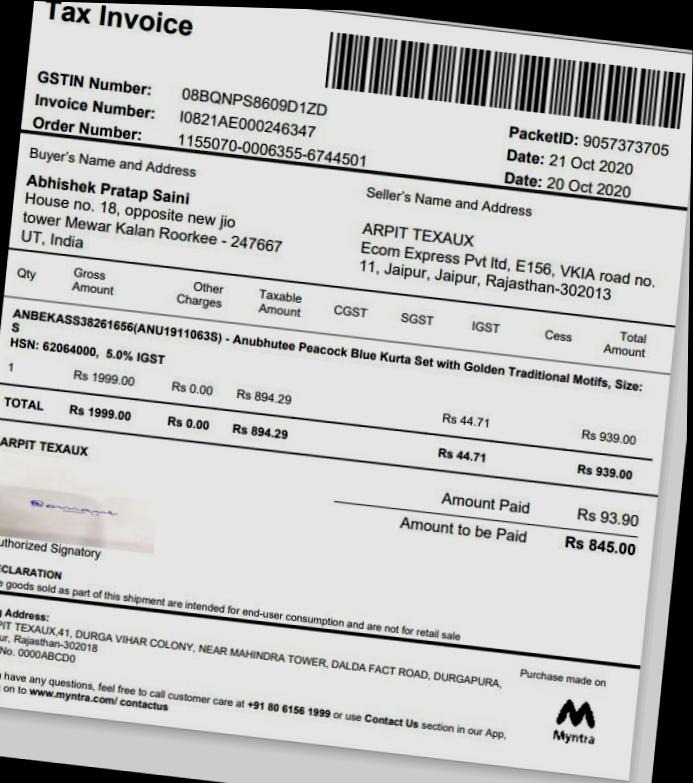 Tax Invoice
GSTIN Number: 08BQNPS8609D1ZD
Invoice Number: I0821AE000246347
Order Number: 1155070-0006355-6744501
PacketID: 9057373705
Date: 21 Oct 2020
Date: 20 Oct 2020
Buyer's Name and Address
Abhishek Pratap Saini
House no. 18, opposite new jio
tower Mewar Kalan Roorkee - 247667
UT, India
Seller's Name and Address
ARPIT TEXAUX
Ecom Express Pvt ltd, E156, VKIA road no.
11, Jaipur, Jaipur, Rajasthan-302013
Qty Gross Amount Other Charges Taxable Amount CGST SGST IGST Cess Total Amount
ANBEKASS38261656(ANU1911063S) - Anubhutee Peacock Blue Kurta Set with Golden Traditional Motifs, Size:
S
HSN: 62064000, 5.0% IGST
1 Rs 1999.00 Rs 0.00 Rs 894.29 Rs 44.71 Rs 939.00
TOTAL Rs 1999.00 Rs 0.00 Rs 894.29 Rs 44.71 Rs 939.00
ARPIT TEXAUX
Amount Paid Rs 93.90
Amount to be Paid Rs 845.00
uthorized Signatory
CLARATION
e goods sold as part of this shipment are intended for end-user consumption and are not for retail sale
g Address:
PIT TEXAUX,41, DURGA VIHAR COLONY, NEAR MAHINDRA TOWER, DALDA FACT ROAD, DURGAPURA,
ur, Rajasthan-302018
No. 0000ABCD0
have any questions, feel free to call customer care at +91 80 6156 1999 or use Contact Us section in our App,
on to www.myntra.com/ contactus
Purchase made on
Myntra